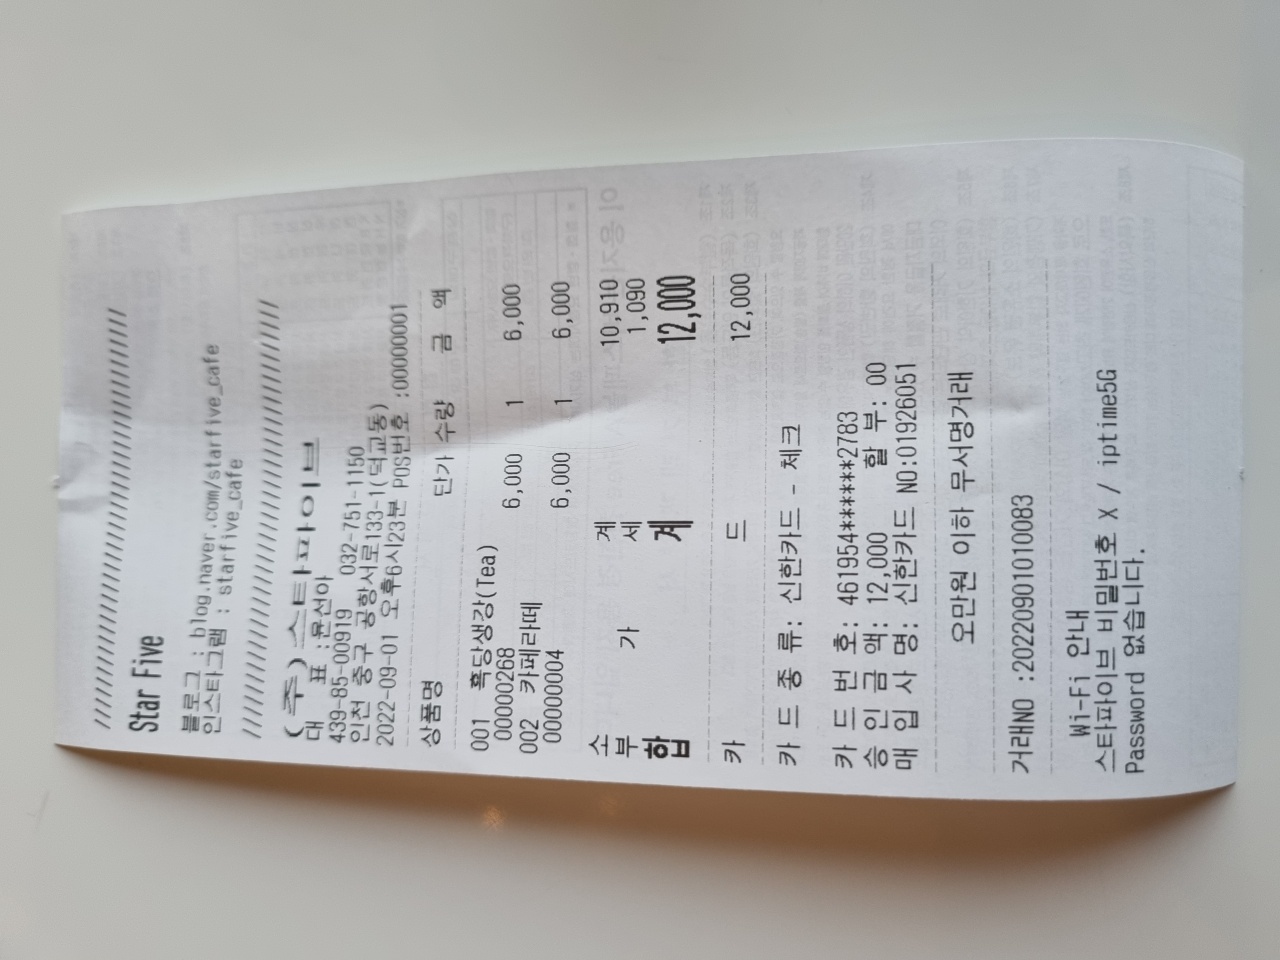 ////////////////////////////////////////
Star Five
블로그 : blog.naver.com/starfive_cafe
인스타그램 : starfive_cafe
////////////////////////////////////////
(주)스타파이브
대 표 :윤선아
439-85-00919 032-751-1150
인천 중구 공항서로133-1(덕교동)
2022-09-01 오후6시23분 POS번호 :00000001
상품명 단가 수량 금 액
001 흑당생강(Tea)
00000268 6,000 1 6,000
002 카페라떼
00000004 6,000 1 6,000
소 계 10,910
부 가 세 1,090
합 계 12,000
카 드 12,000
카 드 종 류: 신한카드 - 체크
카 드 번 호: 461954******2783
승 인 금 액: 12,000 할 부: 00
매 입 사 명: 신한카드 NO:01926051
오만원 이하 무서명거래
거래NO :20220901010083
Wi-Fi 안내
스타파이브 비밀번호 X / iptime5G
Password 없습니다.